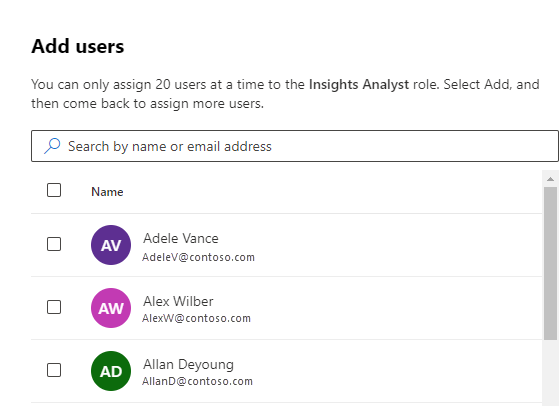 Add users
You can only assign 20 users at a time to the Insights Analyst role. Select Add, and
then come back to assign more users.
Search by name or email address
Name
AV
Adele Vance
AdeleV@contoso.com
AW
Alex Wilber
AlexW@contoso.com
AD
Allan Deyoung
AllanD@contoso.com